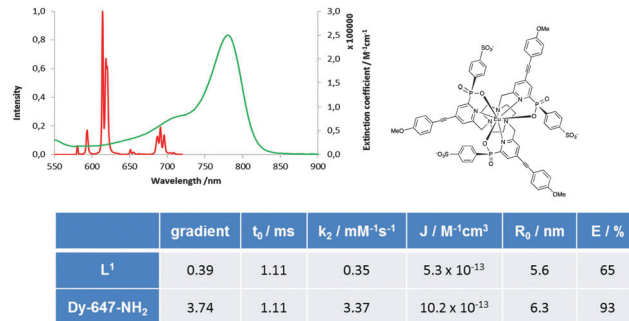 1,0
0,8
0,6
0,4
0,2
0,0
Intensity
550 600 650 700 750 800 850 900
Wavelength /nm
3,0
2,5
2,0
1,5
1,0
0,5
0,0
x 100000
Extinction coefficient / M⁻¹cm⁻¹
OMe
SO₃⁻
P
O
O
N
N
N
Eu
N
N
N
O
P
O
SO₃⁻
MeO
O
P
O
⁻O₃S
OMe
gradient t₀ / ms k₂ / mM⁻¹s⁻¹ J / M⁻¹cm³ R₀ / nm E / %
L¹ 0.39 1.11 0.35 5.3 x 10⁻¹³ 5.6 65
Dy-647-NH₂ 3.74 1.11 3.37 10.2 x 10⁻¹³ 6.3 93